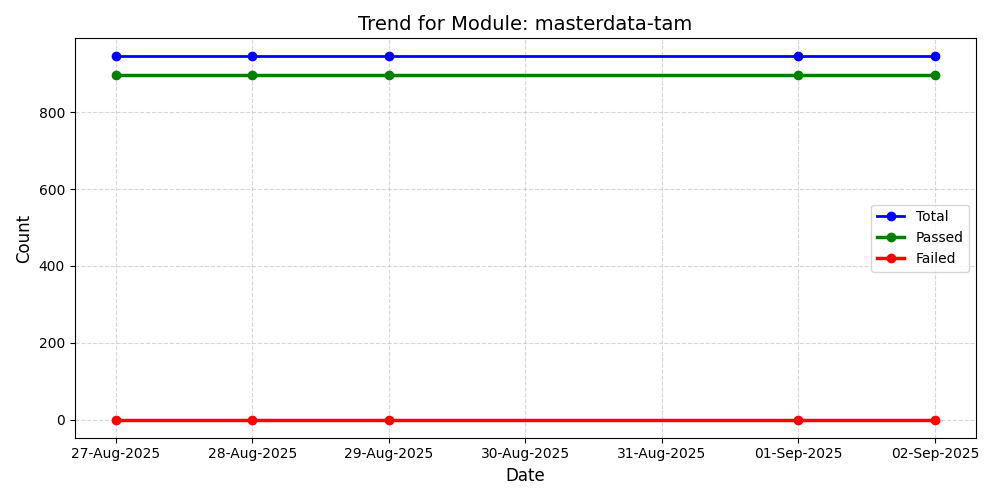 Trend for Module: masterdata-tam
Count
800
600
400
200
0
Total
Passed
Failed
27-Aug-2025 28-Aug-2025 29-Aug-2025 30-Aug-2025 31-Aug-2025 01-Sep-2025 02-Sep-2025
Date